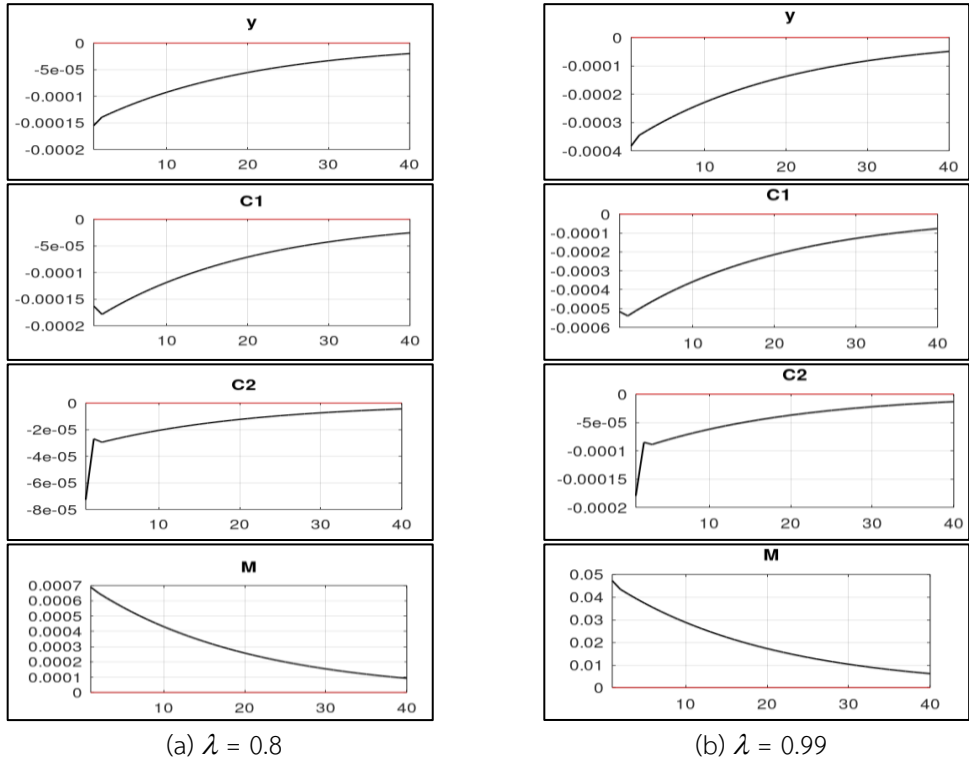 y
0
-5e-05
-0.0001
-0.00015
-0.0002
10 20 30 40
C1
0
-5e-05
-0.0001
-0.00015
-0.0002
10 20 30 40
C2
0
-2e-05
-4e-05
-6e-05
-8e-05
10 20 30 40
M
0.0007
0.0006
0.0005
0.0004
0.0003
0.0002
0.0001
0
10 20 30 40
(a) λ = 0.8
y
0
-0.0001
-0.0002
-0.0003
-0.0004
10 20 30 40
C1
0
-0.0001
-0.0002
-0.0003
-0.0004
-0.0005
-0.0006
10 20 30 40
C2
0
-5e-05
-0.0001
-0.00015
-0.0002
10 20 30 40
M
0.05
0.04
0.03
0.02
0.01
0
10 20 30 40
(b) λ = 0.99